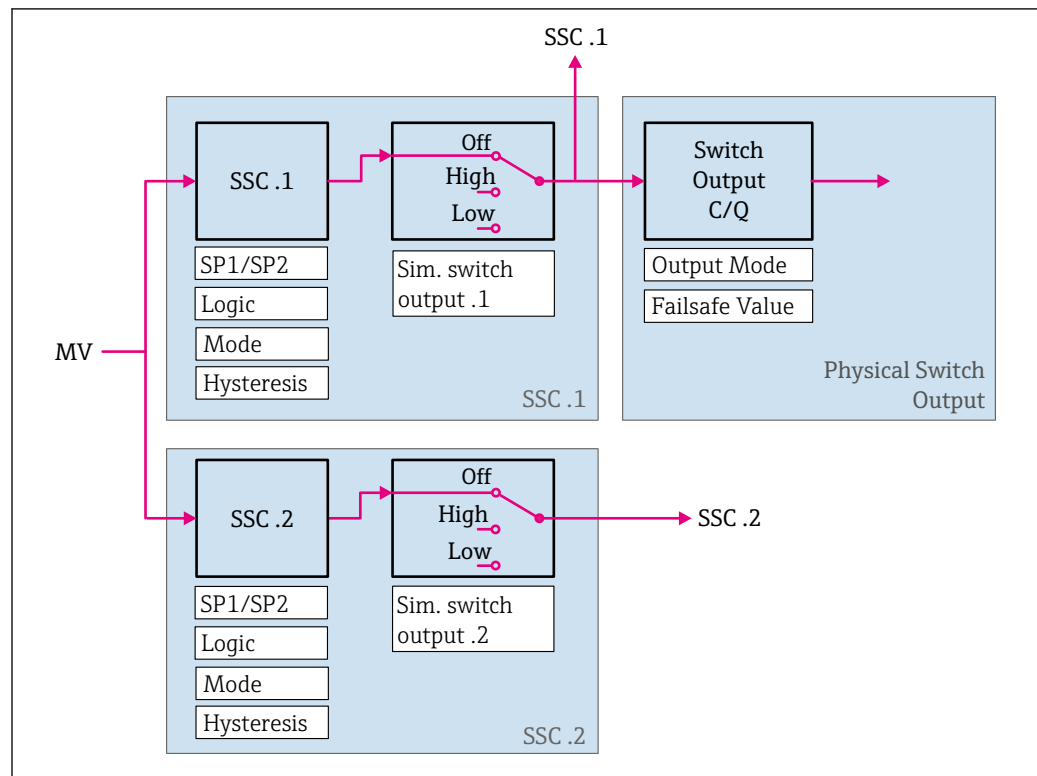 SSC .1
SSC .1
SP1/SP2
Logic
Mode
Hysteresis
Off
High
Low
Sim. switch
output .1
SSC .1
Switch
Output
C/Q
Output Mode
Failsafe Value
Physical Switch
Output
MV
SSC .2
SP1/SP2
Logic
Mode
Hysteresis
Off
High
Low
Sim. switch
output .2
SSC .2
SSC .2